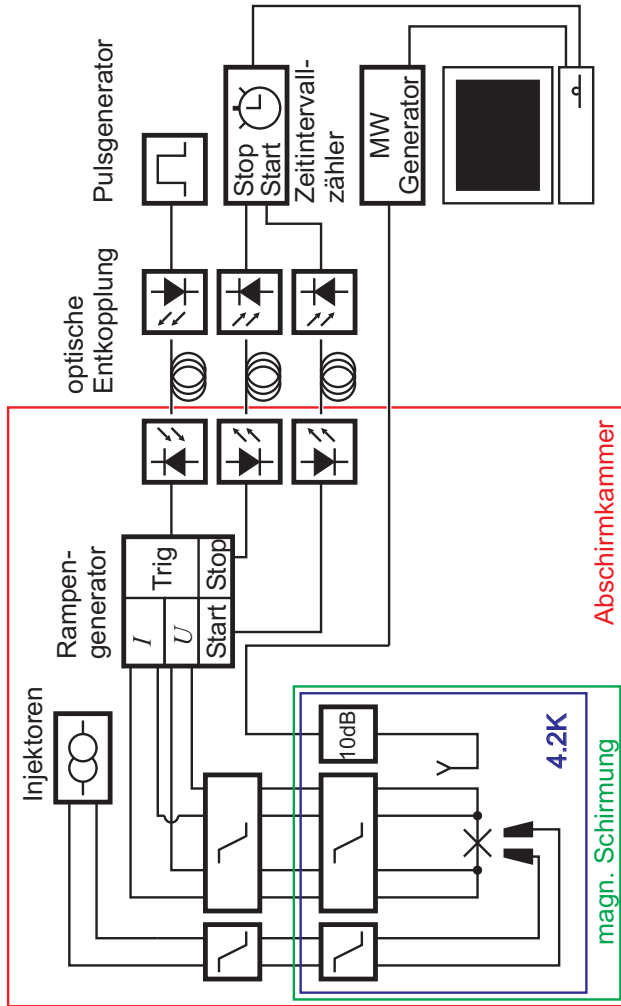 Injektoren
Rampen-
generator
I
U
Trig
Start
Stop
optische
Entkopplung
Pulsgenerator
Stop
Start
Zeitintervall-
zähler
MW
Generator
10dB
4.2K
magn. Schirmung
Abschirmkammer